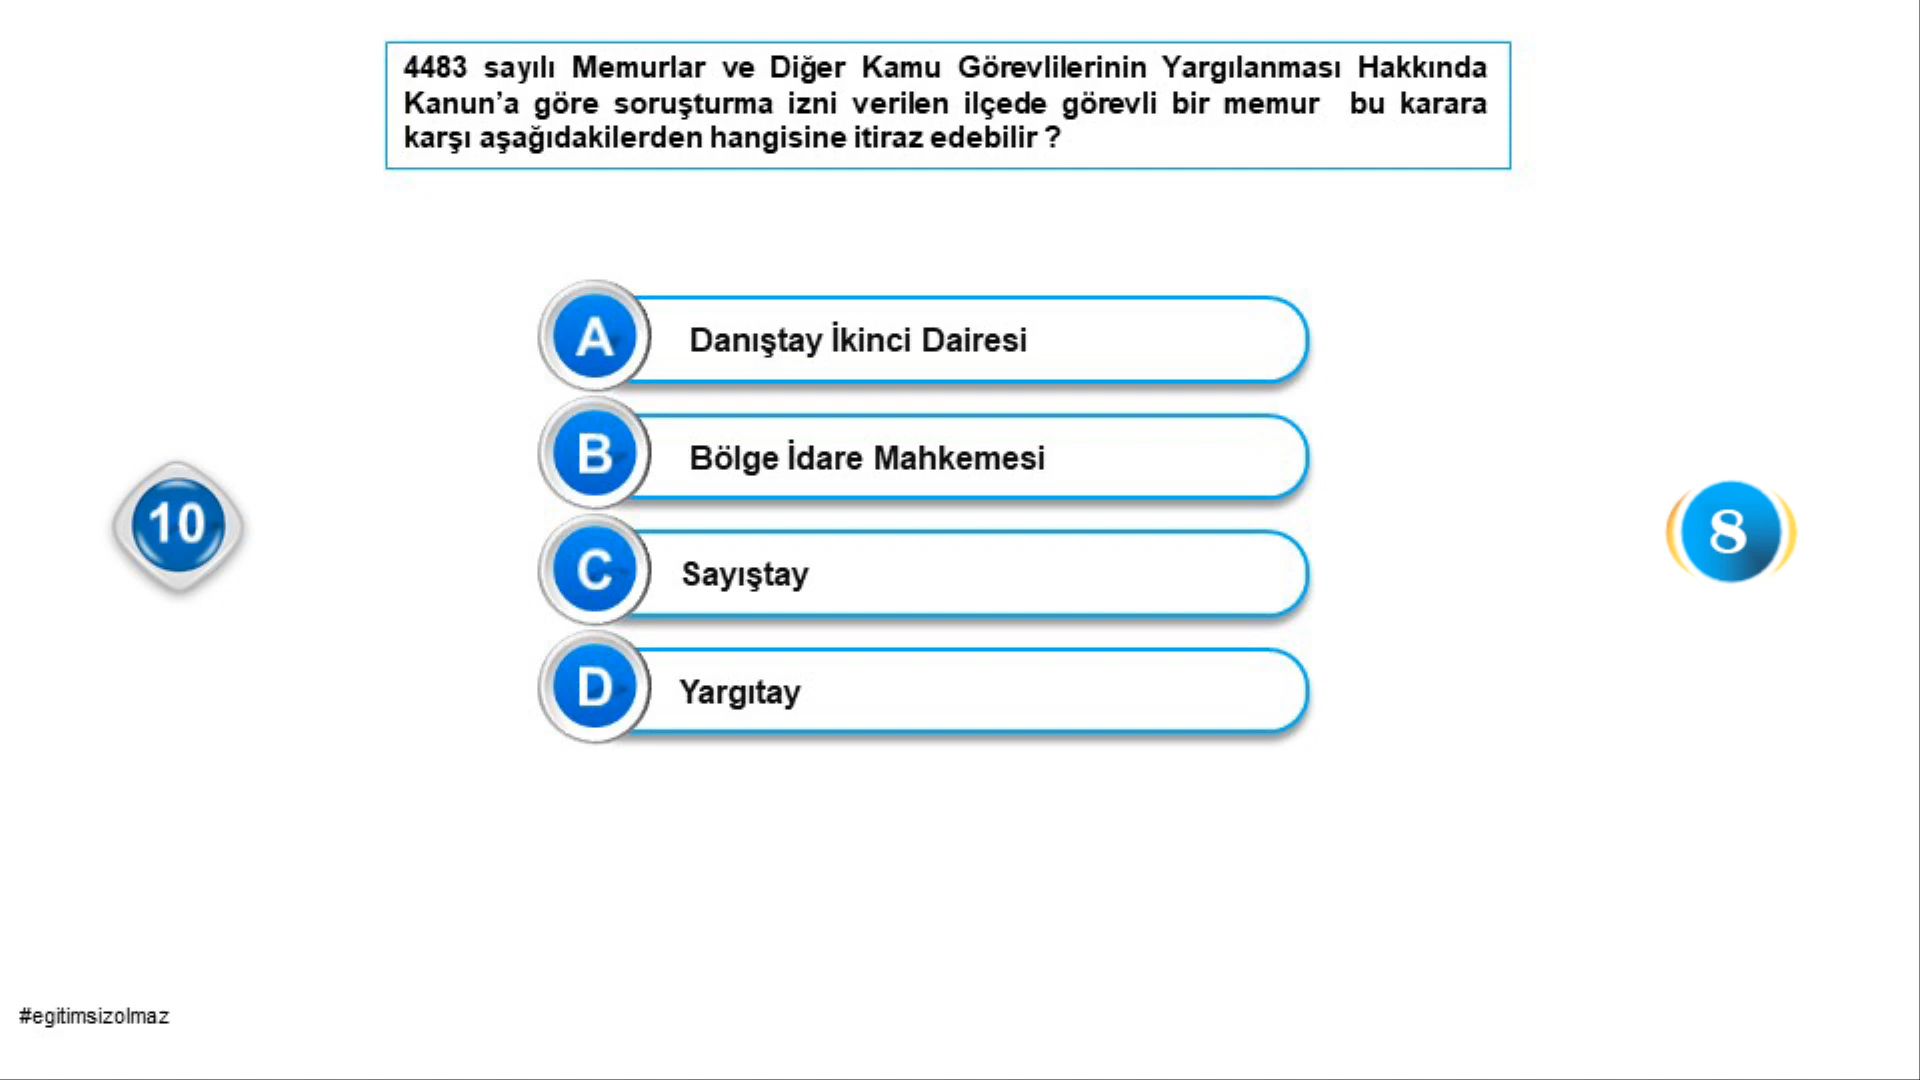 4483 sayılı Memurlar ve Diğer Kamu Görevlilerinin Yargılanması Hakkında
Kanun’a göre soruşturma izni verilen ilçede görevli bir memur bu karara
karşı aşağıdakilerden hangisine itiraz edebilir ?
A Danıştay İkinci Dairesi
B Bölge İdare Mahkemesi
10
8
C Sayıştay
D Yargıtay
#egitimsizolmaz